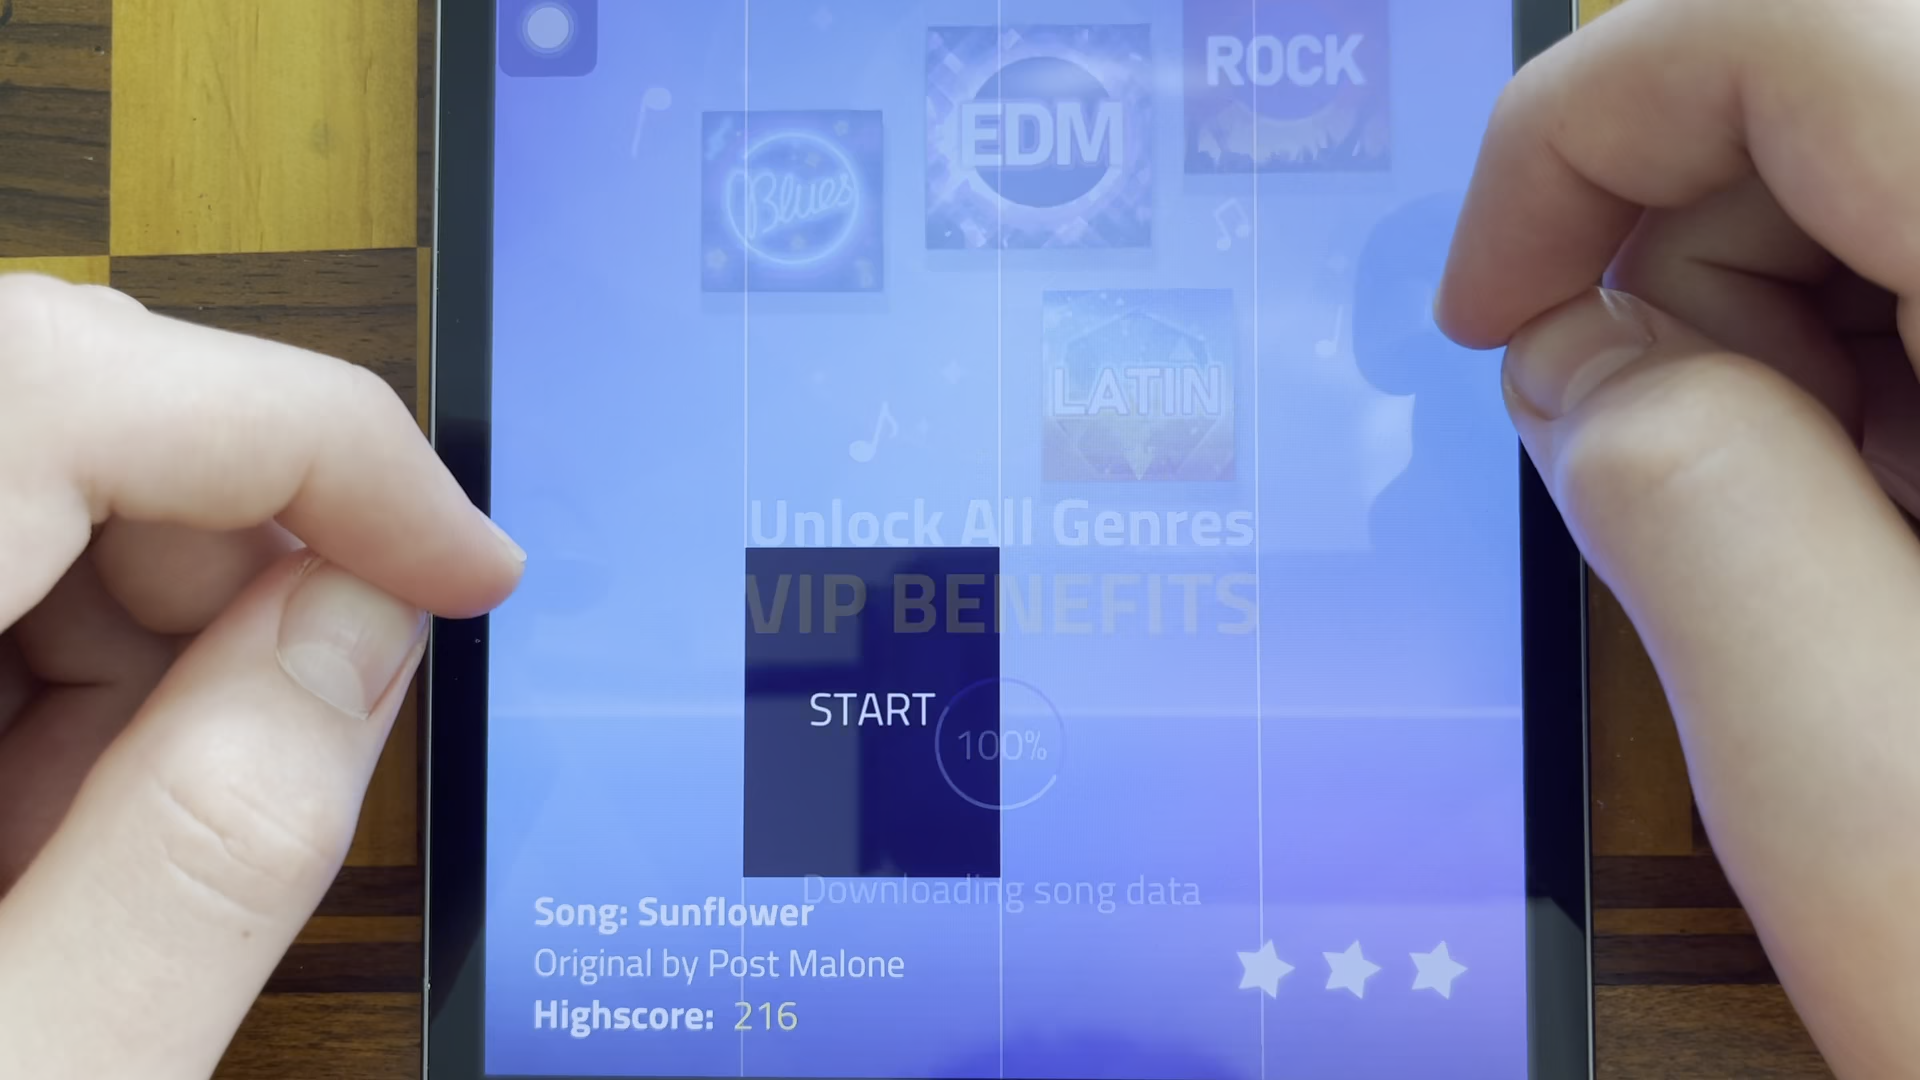 ROCK
EDM
Blues
LATIN
Unlock All Genres
VIP BENEFITS
START
100%
Downloading song data
Song: Sunflower
Original by Post Malone
Highscore: 216